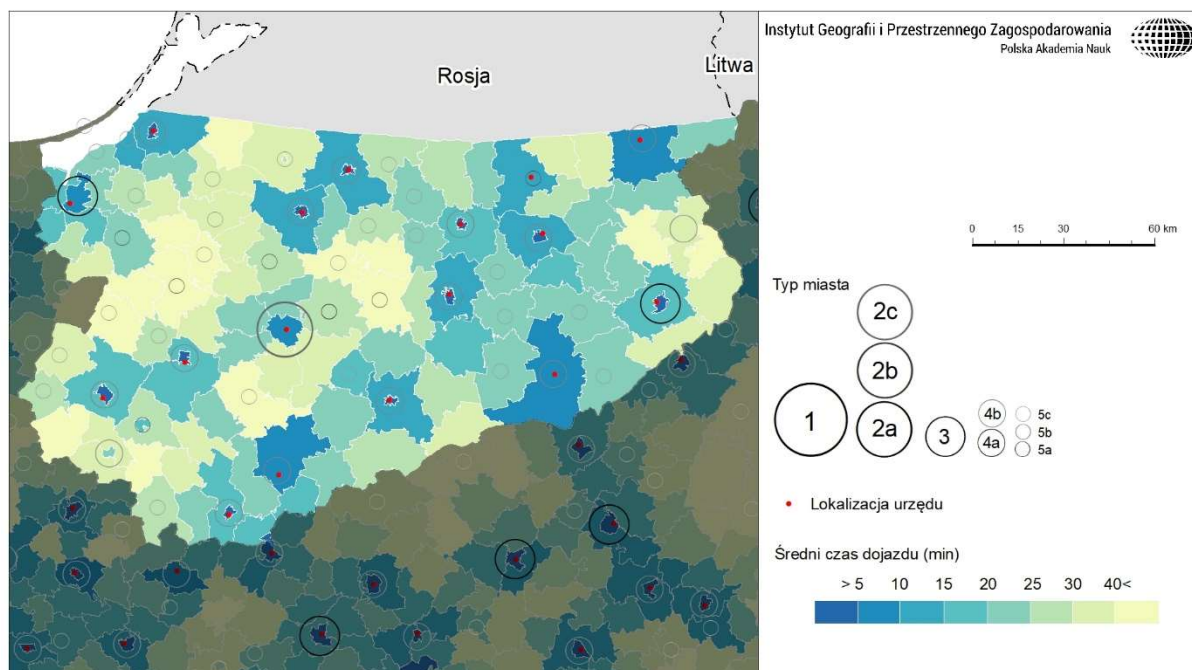 Instytut Geografii i Przestrzennego Zagospodarowania
Polska Akademia Nauk
Rosja
Litwa
0 15 30 60 km
Typ miasta
2c
2b
1
2a
3
4b
4a
5c
5b
5a
Lokalizacja urzędu
Średni czas dojazdu (min)
> 5 10 15 20 25 30 40<